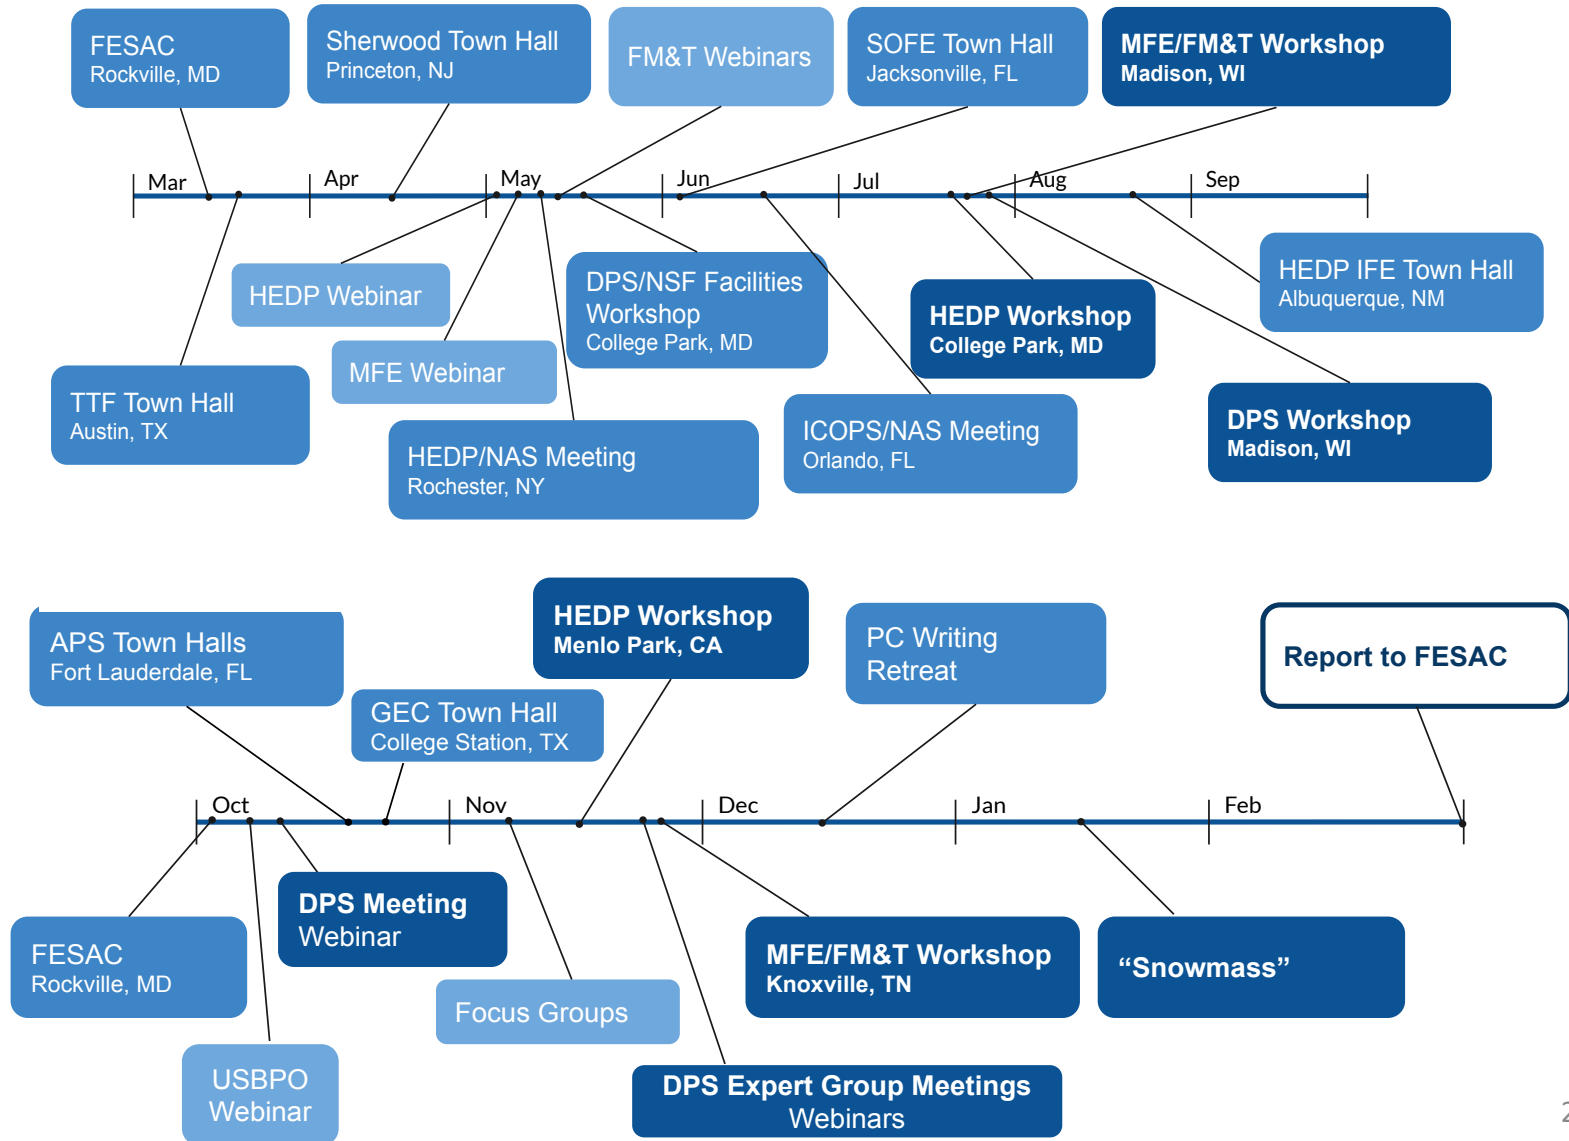 FESAC
Rockville, MD
Sherwood Town Hall
Princeton, NJ
FM&T Webinars
SOFE Town Hall
Jacksonville, FL
MFE/FM&T Workshop
Madison, WI
Mar
Apr
May
Jun
Jul
Aug
Sep
HEDP Webinar
MFE Webinar
TTF Town Hall
Austin, TX
HEDP/NAS Meeting
Rochester, NY
DPS/NSF Facilities
Workshop
College Park, MD
ICOPS/NAS Meeting
Orlando, FL
HEDP Workshop
College Park, MD
HEDP IFE Town Hall
Albuquerque, NM
DPS Workshop
Madison, WI
APS Town Halls
Fort Lauderdale, FL
GEC Town Hall
College Station, TX
HEDP Workshop
Menlo Park, CA
PC Writing
Retreat
Report to FESAC
Oct
Nov
Dec
Jan
Feb
FESAC
Rockville, MD
USBPO
Webinar
DPS Meeting
Webinar
Focus Groups
DPS Expert Group Meetings
Webinars
MFE/FM&T Workshop
Knoxville, TN
“Snowmass”
2